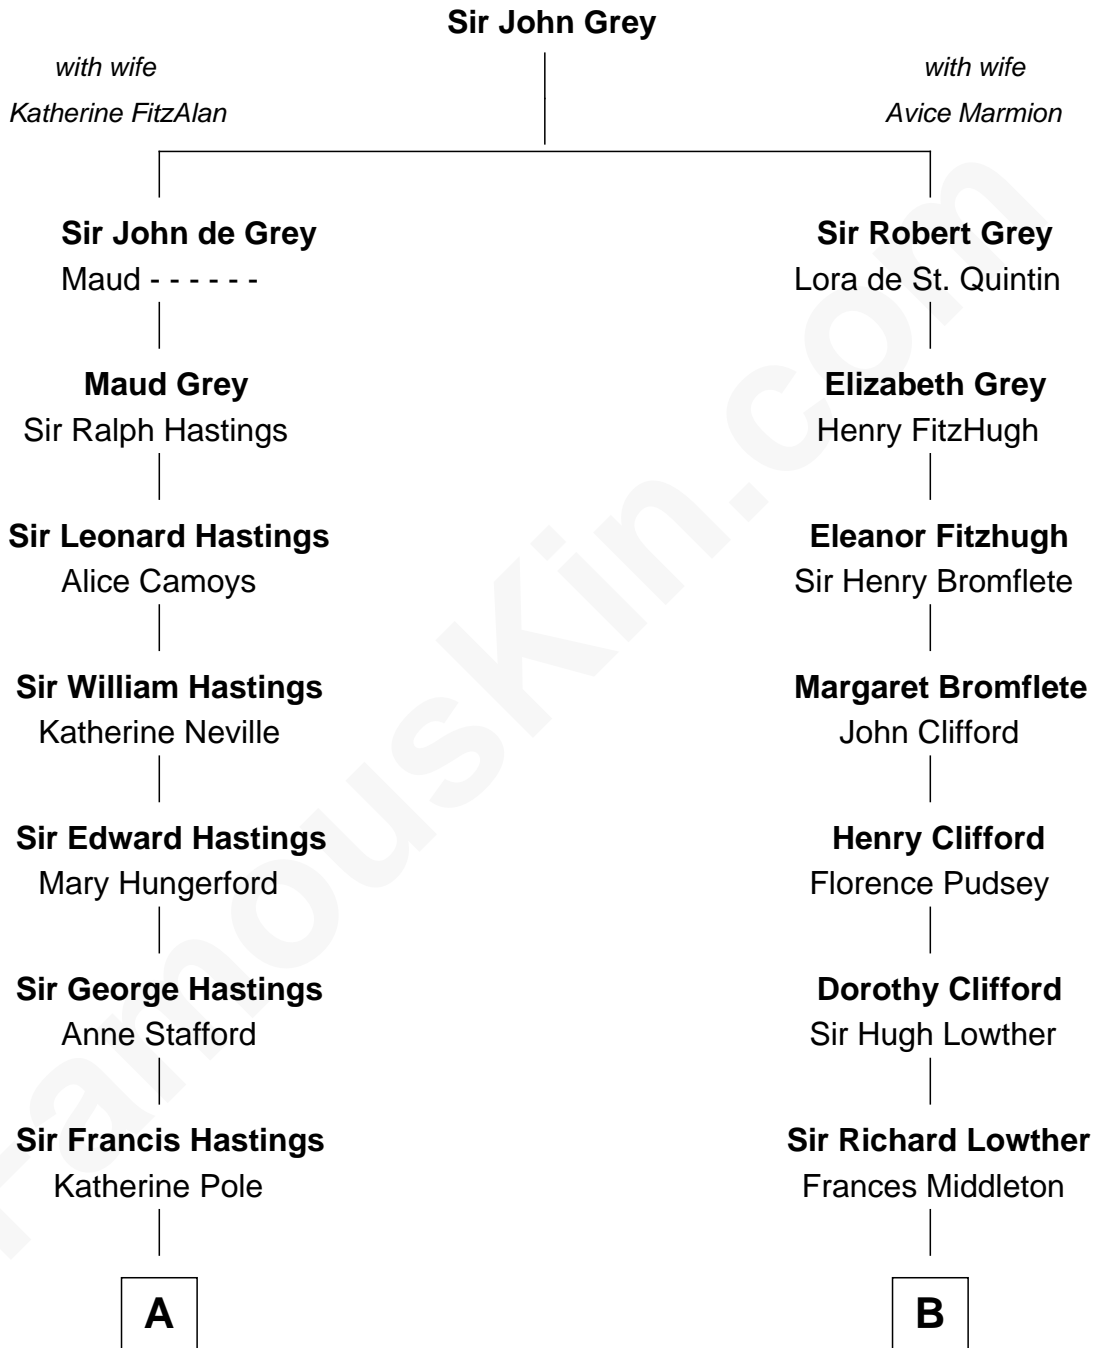 Sir John Grey
with wife
Katherine FitzAlan
with wife
Avice Marmion
Sir John de Grey
Maud - - - - - -
Sir Robert Grey
Lora de St. Quintin
Maud Grey
Sir Ralph Hastings
Elizabeth Grey
Henry FitzHugh
Sir Leonard Hastings
Alice Camoys
Eleanor Fitzhugh
Sir Henry Bromflete
Sir William Hastings
Katherine Neville
Margaret Bromflete
John Clifford
Sir Edward Hastings
Mary Hungerford
Henry Clifford
Florence Pudsey
Sir George Hastings
Anne Stafford
Dorothy Clifford
Sir Hugh Lowther
Sir Francis Hastings
Katherine Pole
Sir Richard Lowther
Frances Middleton
A
B
FamousKin.com